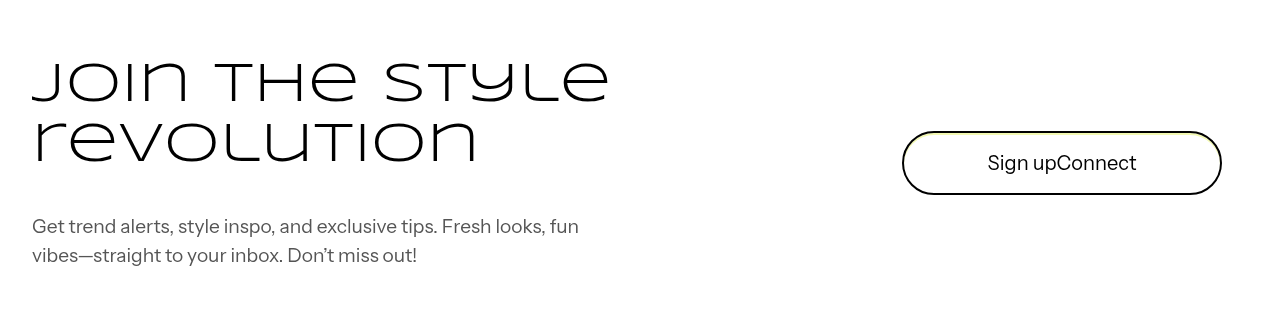 Join the style
revolution
Get trend alerts, style inspo, and exclusive tips. Fresh looks, fun
vibes—straight to your inbox. Don’t miss out!
Sign upConnect